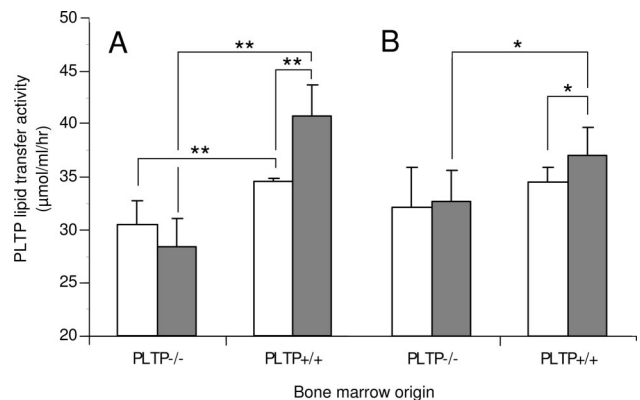 50
45
40
35
30
25
20
PLTP lipid transfer activity
(µmol/ml/hr)
A
B
**
**
**
*
*
PLTP-/-
PLTP+/+
PLTP-/-
PLTP+/+
Bone marrow origin